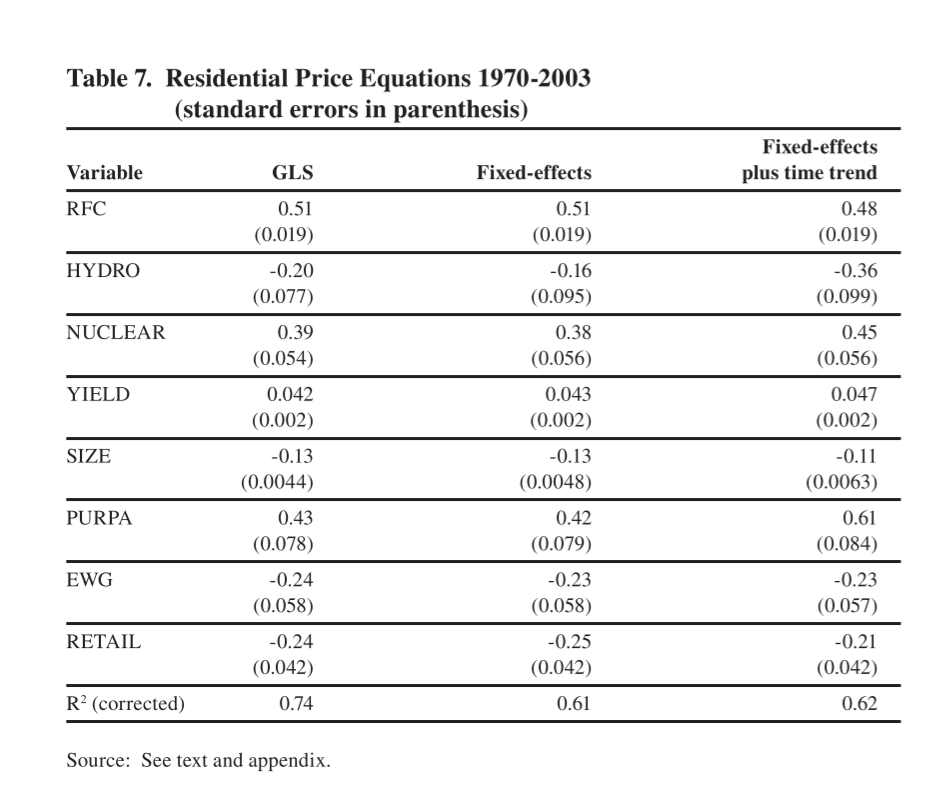 Table 7. Residential Price Equations 1970-2003
(standard errors in parenthesis)
Variable GLS Fixed-effects Fixed-effects plus time trend
RFC 0.51 0.51 0.48
(0.019) (0.019) (0.019)
HYDRO -0.20 -0.16 -0.36
(0.077) (0.095) (0.099)
NUCLEAR 0.39 0.38 0.45
(0.054) (0.056) (0.056)
YIELD 0.042 0.043 0.047
(0.002) (0.002) (0.002)
SIZE -0.13 -0.13 -0.11
(0.0044) (0.0048) (0.0063)
PURPA 0.43 0.42 0.61
(0.078) (0.079) (0.084)
EWG -0.24 -0.23 -0.23
(0.058) (0.058) (0.057)
RETAIL -0.24 -0.25 -0.21
(0.042) (0.042) (0.042)
R² (corrected) 0.74 0.61 0.62
Source: See text and appendix.